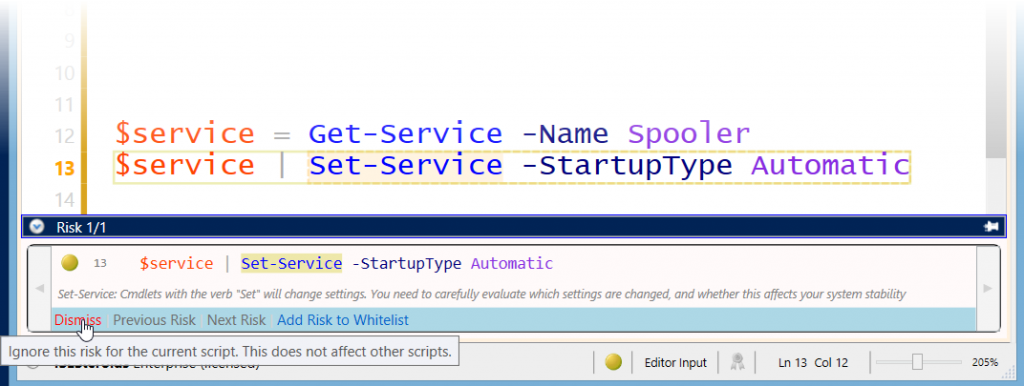 8
9
10
11
12 $service = Get-Service -Name Spooler
13 $service | Set-Service -StartupType Automatic
14
Risk 1/1
13 $service | Set-Service -StartupType Automatic
Set-Service: Cmdlets with the verb "Set" will change settings. You need to carefully evaluate which settings are changed, and whether this affects your system stability
Dismiss Previous Risk Next Risk Add Risk to Whitelist
Ignore this risk for the current script. This does not affect other scripts.
Enterprise (licensed) Editor Input Ln 13 Col 12 205%